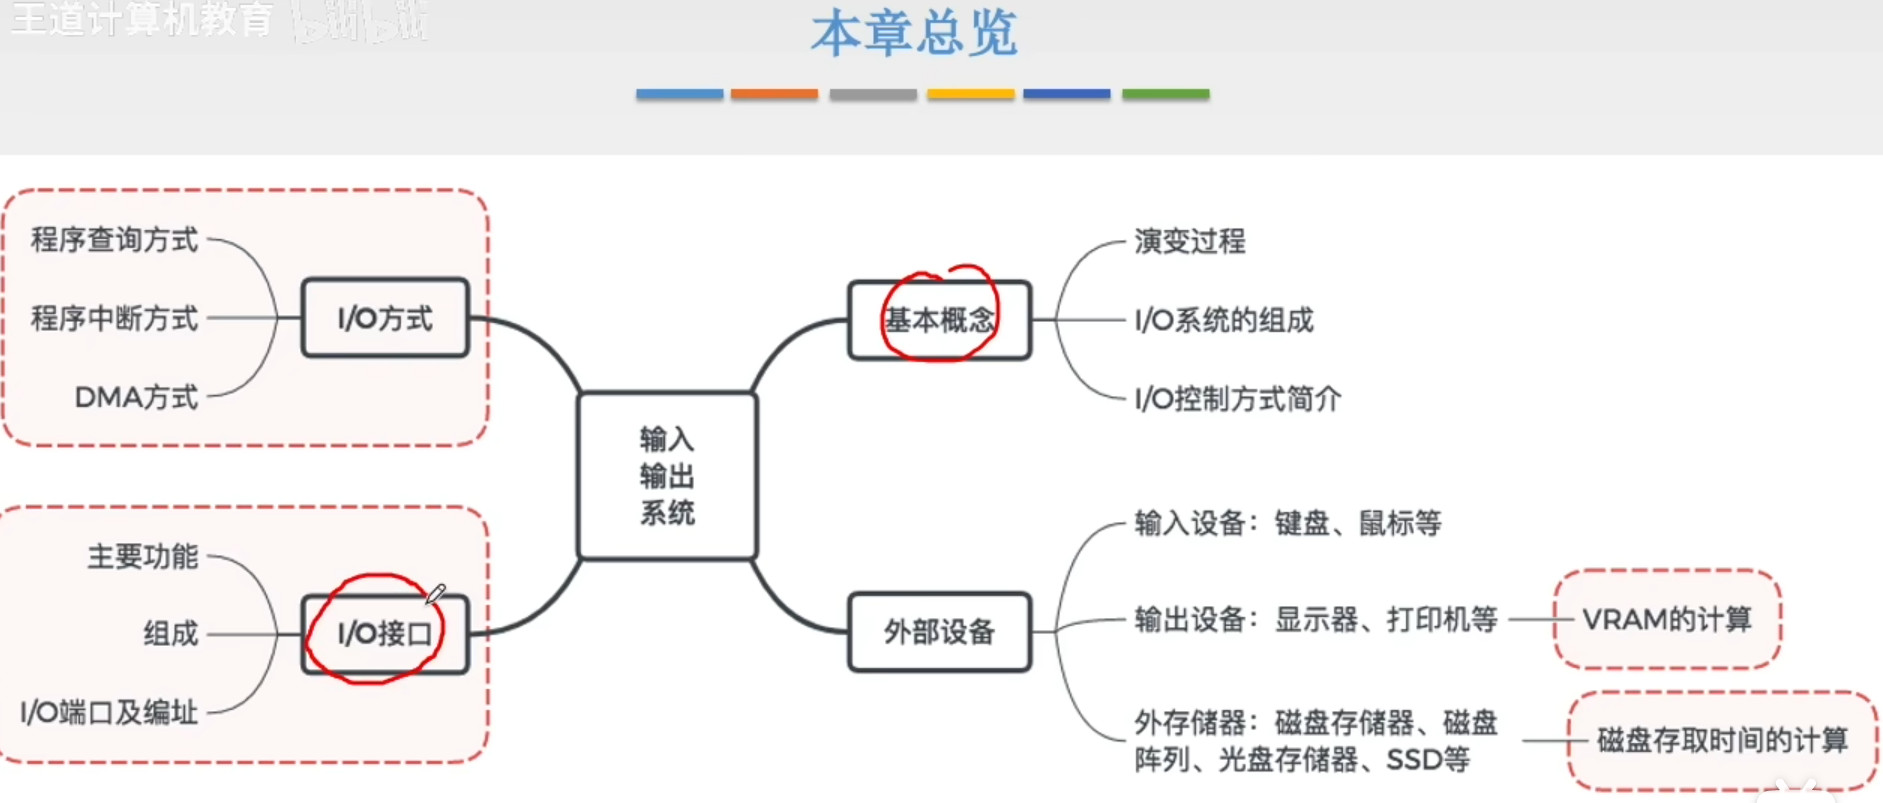 王道计算机教育 bilibili
本章总览
程序查询方式
程序中断方式
DMA方式
I/O方式
主要功能
组成
I/O端口及编址
I/O接口
输入
输出
系统
基本概念
演变过程
I/O系统的组成
I/O控制方式简介
外部设备
输入设备：键盘、鼠标等
输出设备：显示器、打印机等
VRAM的计算
外存储器：磁盘存储器、磁盘
阵列、光盘存储器、SSD等
磁盘存取时间的计算